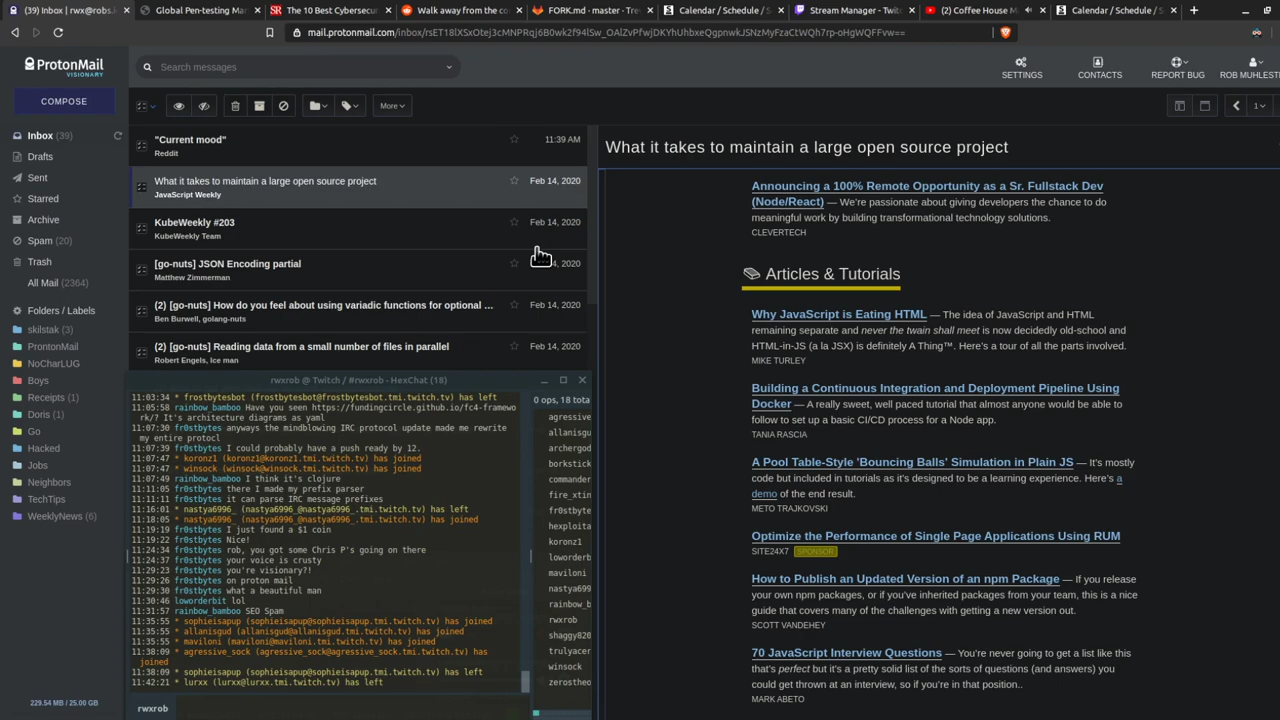 (39) Inbox | rwx@robs.
Global Pen-testing Mar
The 10 Best Cybersecur
Walk away from the co
FORK.md · master · Tre
Calendar / Schedule / S
Stream Manager - Twitc
(2) Coffee House M
Calendar / Schedule / S
mail.protonmail.com/inbox/rsET18lXSxOtej3cMNPRqj6B0wk2f94lSw_OAlZvPfwjDKYhUhbxeQgpnwkJSNzMyFzaCtWQh7rp-oHgWQFFvw==
ProtonMail
VISIONARY
Search messages
SETTINGS
CONTACTS
REPORT BUG
ROB MUHLEST
COMPOSE
More
1
Inbox (39)
Drafts
Sent
Starred
Archive
Spam (20)
Trash
All Mail (2364)
Folders / Labels
skilstak (3)
ProntonMail
NoCharLUG
Boys
Receipts (1)
Doris (1)
Go
Hacked
Jobs
Neighbors
TechTips
WeeklyNews (6)
229.54 MB / 25.00 GB
"Current mood"
11:39 AM
Reddit
What it takes to maintain a large open source project
Feb 14, 2020
JavaScript Weekly
KubeWeekly #203
Feb 14, 2020
KubeWeekly Team
[go-nuts] JSON Encoding partial
4, 2020
Matthew Zimmerman
(2) [go-nuts] How do you feel about using variadic functions for optional ...
Feb 14, 2020
Ben Burwell, golang-nuts
(2) [go-nuts] Reading data from a small number of files in parallel
Feb 14, 2020
Robert Engels, Ice man
rwxrob @ Twitch / #rwxrob - HexChat (18)
11:03:34 * frostbytesbot (frostbytesbot@frostbytesbot.tmi.twitch.tv) has left
11:05:58 rainbow_bamboo Have you seen https://fundingcircle.github.io/fc4-framewo
rk/? It's architecture diagrams as yaml
11:07:30 fr0stbytes anyways the mindblowing IRC protocol update made me rewrite
my entire protocl
11:07:39 fr0stbytes I could probably have a push ready by 12.
11:07:47 * koronz1 (koronz1@koronz1.tmi.twitch.tv) has joined
11:07:47 * winsock (winsock@winsock.tmi.twitch.tv) has joined
11:07:49 rainbow_bamboo I think it's clojure
11:11:05 fr0stbytes there I made my prefix parser
11:11:11 fr0stbytes it can parse IRC message prefixes
11:16:01 * nastya6996_ (nastya6996_@nastya6996_.tmi.twitch.tv) has left
11:18:05 * nastya6996_ (nastya6996_@nastya6996_.tmi.twitch.tv) has joined
11:19:19 fr0stbytes I just found a $1 coin
11:19:22 fr0stbytes Nice!
11:24:34 fr0stbytes rob, you got some Chris P's going on there
11:24:37 fr0stbytes your voice is crusty
11:29:23 fr0stbytes you're visionary?!
11:29:26 fr0stbytes on proton mail
11:29:30 fr0stbytes what a beautiful man
11:30:46 loworderbit lol
11:31:57 rainbow_bamboo SEO Spam
11:35:55 * sophieisapup (sophieisapup@sophieisapup.tmi.twitch.tv) has joined
11:35:55 * allanisgud (allanisgud@allanisgud.tmi.twitch.tv) has joined
11:35:55 * maviloni (maviloni@maviloni.tmi.twitch.tv) has joined
11:38:09 * agressive_sock (agressive_sock@agressive_sock.tmi.twitch.tv) has
joined
11:38:09 * sophieisapup (sophieisapup@sophieisapup.tmi.twitch.tv) has left
11:42:21 * lurxx (lurxx@lurxx.tmi.twitch.tv) has left
rwxrob
0 ops, 18 tota
agressive
allanisgu
archergod
borkstick
commander
fire_xtin
fr0stbyte
hexploita
koronz1
loworderb
maviloni
nastya699
rainbow_b
rwxrob
shaggy820
trulyacer
winsock
zerostheo
What it takes to maintain a large open source project
Announcing a 100% Remote Opportunity as a Sr. Fullstack Dev
(Node/React) — We're passionate about giving developers the chance to do
meaningful work by building transformational technology solutions.
CLEVERTECH
Articles & Tutorials
Why JavaScript is Eating HTML — The idea of JavaScript and HTML
remaining separate and never the twain shall meet is now decidedly old-school and
HTML-in-JS (a la JSX) is definitely A Thing™. Here's a tour of all the parts involved.
MIKE TURLEY
Building a Continuous Integration and Deployment Pipeline Using
Docker — A really sweet, well paced tutorial that almost anyone would be able to
follow to set up a basic CI/CD process for a Node app.
TANIA RASCIA
A Pool Table-Style 'Bouncing Balls' Simulation in Plain JS — It's mostly
code but included in tutorials as it's designed to be a learning experience. Here's a
demo of the end result.
METO TRAJKOVSKI
Optimize the Performance of Single Page Applications Using RUM
SITE24X7 SPONSOR
How to Publish an Updated Version of an npm Package — If you release
your own npm packages, or if you've inherited packages from your team, this is a nice
guide that covers many of the challenges with getting a new version out.
SCOTT VANDEHEY
70 JavaScript Interview Questions — You're never going to get a list like this
that's perfect but it's a pretty solid list of the sorts of questions (and answers) you
could get thrown at an interview, so if you're in that position..
MARK ABETO